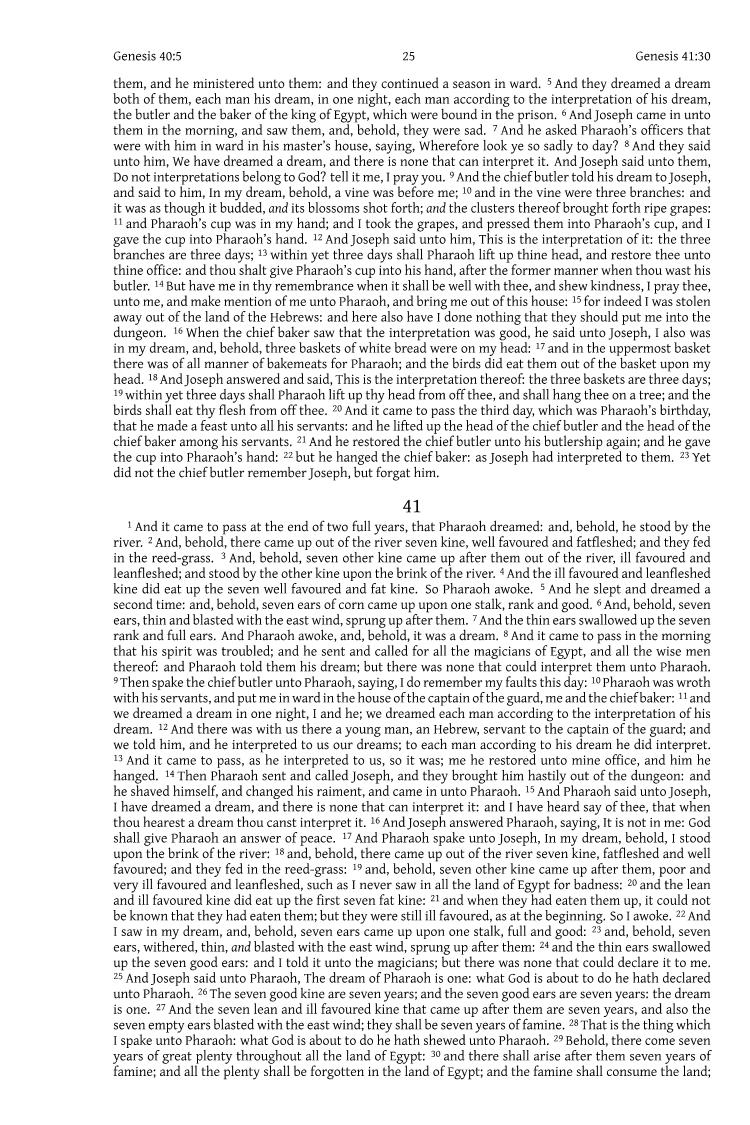 Genesis 40:5 25 Genesis 41:30
them, and he ministered unto them: and they continued a season in ward. 5 And they dreamed a dream
both of them, each man his dream, in one night, each man according to the interpretation of his dream,
the butler and the baker of the king of Egypt, which were bound in the prison. 6 And Joseph came in unto
them in the morning, and saw them, and, behold, they were sad. 7 And he asked Pharaoh’s officers that
were with him in ward in his master’s house, saying, Wherefore look ye so sadly to day? 8 And they said
unto him, We have dreamed a dream, and there is none that can interpret it. And Joseph said unto them,
Do not interpretations belong to God? tell it me, I pray you. 9 And the chief butler told his dream to Joseph,
and said to him, In my dream, behold, a vine was before me; 10 and in the vine were three branches: and
it was as though it budded, and its blossoms shot forth; and the clusters thereof brought forth ripe grapes:
11 and Pharaoh’s cup was in my hand; and I took the grapes, and pressed them into Pharaoh’s cup, and I
gave the cup into Pharaoh’s hand. 12 And Joseph said unto him, This is the interpretation of it: the three
branches are three days; 13 within yet three days shall Pharaoh lift up thine head, and restore thee unto
thine office: and thou shalt give Pharaoh’s cup into his hand, after the former manner when thou wast his
butler. 14 But have me in thy remembrance when it shall be well with thee, and shew kindness, I pray thee,
unto me, and make mention of me unto Pharaoh, and bring me out of this house: 15 for indeed I was stolen
away out of the land of the Hebrews: and here also have I done nothing that they should put me into the
dungeon. 16 When the chief baker saw that the interpretation was good, he said unto Joseph, I also was
in my dream, and, behold, three baskets of white bread were on my head: 17 and in the uppermost basket
there was of all manner of bakemeats for Pharaoh; and the birds did eat them out of the basket upon my
head. 18 And Joseph answered and said, This is the interpretation thereof: the three baskets are three days;
19 within yet three days shall Pharaoh lift up thy head from off thee, and shall hang thee on a tree; and the
birds shall eat thy flesh from off thee. 20 And it came to pass the third day, which was Pharaoh’s birthday,
that he made a feast unto all his servants: and he lifted up the head of the chief butler and the head of the
chief baker among his servants. 21 And he restored the chief butler unto his butlership again; and he gave
the cup into Pharaoh’s hand: 22 but he hanged the chief baker: as Joseph had interpreted to them. 23 Yet
did not the chief butler remember Joseph, but forgat him.
41
1 And it came to pass at the end of two full years, that Pharaoh dreamed: and, behold, he stood by the
river. 2 And, behold, there came up out of the river seven kine, well favoured and fatfleshed; and they fed
in the reed-grass. 3 And, behold, seven other kine came up after them out of the river, ill favoured and
leanfleshed; and stood by the other kine upon the brink of the river. 4 And the ill favoured and leanfleshed
kine did eat up the seven well favoured and fat kine. So Pharaoh awoke. 5 And he slept and dreamed a
second time: and, behold, seven ears of corn came up upon one stalk, rank and good. 6 And, behold, seven
ears, thin and blasted with the east wind, sprung up after them. 7 And the thin ears swallowed up the seven
rank and full ears. And Pharaoh awoke, and, behold, it was a dream. 8 And it came to pass in the morning
that his spirit was troubled; and he sent and called for all the magicians of Egypt, and all the wise men
thereof: and Pharaoh told them his dream; but there was none that could interpret them unto Pharaoh.
9 Then spake the chief butler unto Pharaoh, saying, I do remember my faults this day: 10 Pharaoh was wroth
with his servants, and put me in ward in the house of the captain of the guard, me and the chief baker: 11 and
we dreamed a dream in one night, I and he; we dreamed each man according to the interpretation of his
dream. 12 And there was with us there a young man, an Hebrew, servant to the captain of the guard; and
we told him, and he interpreted to us our dreams; to each man according to his dream he did interpret.
13 And it came to pass, as he interpreted to us, so it was; me he restored unto mine office, and him he
hanged. 14 Then Pharaoh sent and called Joseph, and they brought him hastily out of the dungeon: and
he shaved himself, and changed his raiment, and came in unto Pharaoh. 15 And Pharaoh said unto Joseph,
I have dreamed a dream, and there is none that can interpret it: and I have heard say of thee, that when
thou hearest a dream thou canst interpret it. 16 And Joseph answered Pharaoh, saying, It is not in me: God
shall give Pharaoh an answer of peace. 17 And Pharaoh spake unto Joseph, In my dream, behold, I stood
upon the brink of the river: 18 and, behold, there came up out of the river seven kine, fatfleshed and well
favoured; and they fed in the reed-grass: 19 and, behold, seven other kine came up after them, poor and
very ill favoured and leanfleshed, such as I never saw in all the land of Egypt for badness: 20 and the lean
and ill favoured kine did eat up the first seven fat kine: 21 and when they had eaten them up, it could not
be known that they had eaten them; but they were still ill favoured, as at the beginning. So I awoke. 22 And
I saw in my dream, and, behold, seven ears came up upon one stalk, full and good: 23 and, behold, seven
ears, withered, thin, and blasted with the east wind, sprung up after them: 24 and the thin ears swallowed
up the seven good ears: and I told it unto the magicians; but there was none that could declare it to me.
25 And Joseph said unto Pharaoh, The dream of Pharaoh is one: what God is about to do he hath declared
unto Pharaoh. 26 The seven good kine are seven years; and the seven good ears are seven years: the dream
is one. 27 And the seven lean and ill favoured kine that came up after them are seven years, and also the
seven empty ears blasted with the east wind; they shall be seven years of famine. 28 That is the thing which
I spake unto Pharaoh: what God is about to do he hath shewed unto Pharaoh. 29 Behold, there come seven
years of great plenty throughout all the land of Egypt: 30 and there shall arise after them seven years of
famine; and all the plenty shall be forgotten in the land of Egypt; and the famine shall consume the land;